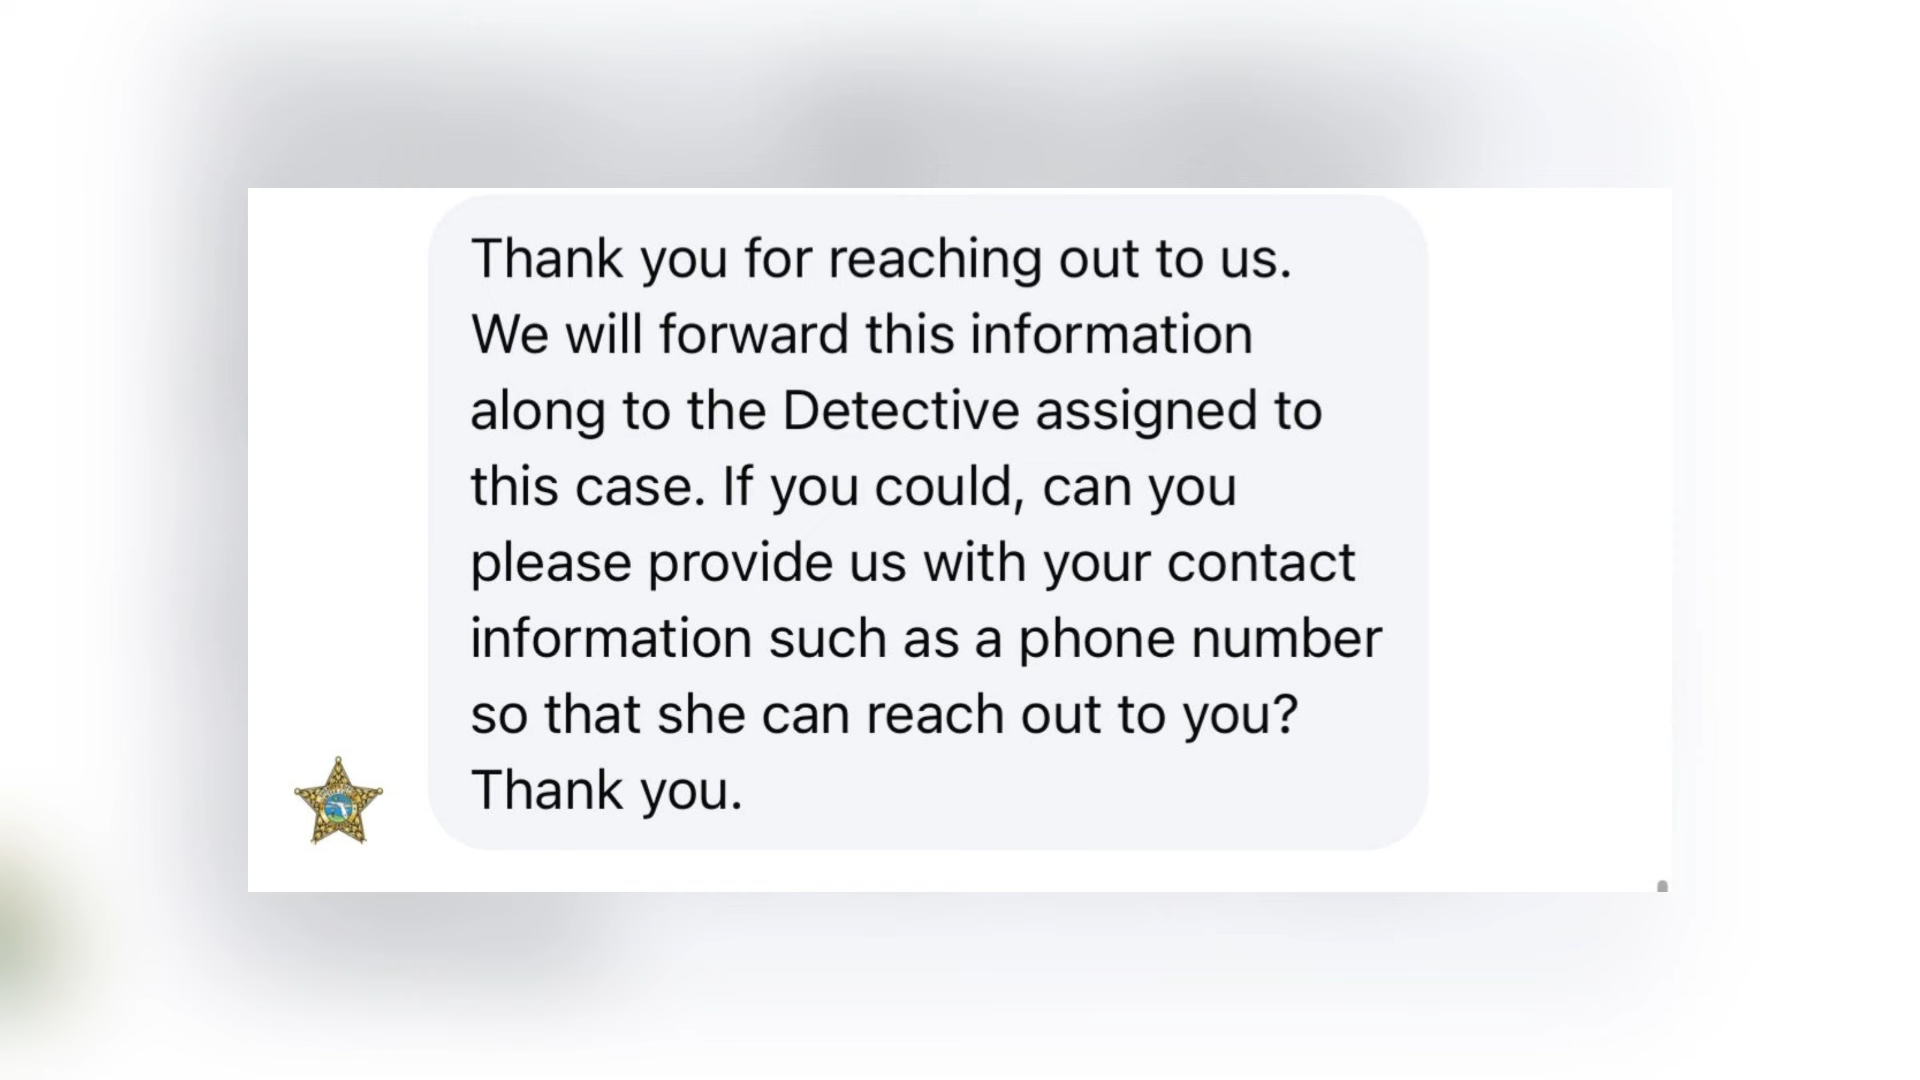 Thank you for reaching out to us.
We will forward this information
along to the Detective assigned to
this case. If you could, can you
please provide us with your contact
information such as a phone number
so that she can reach out to you?
Thank you.